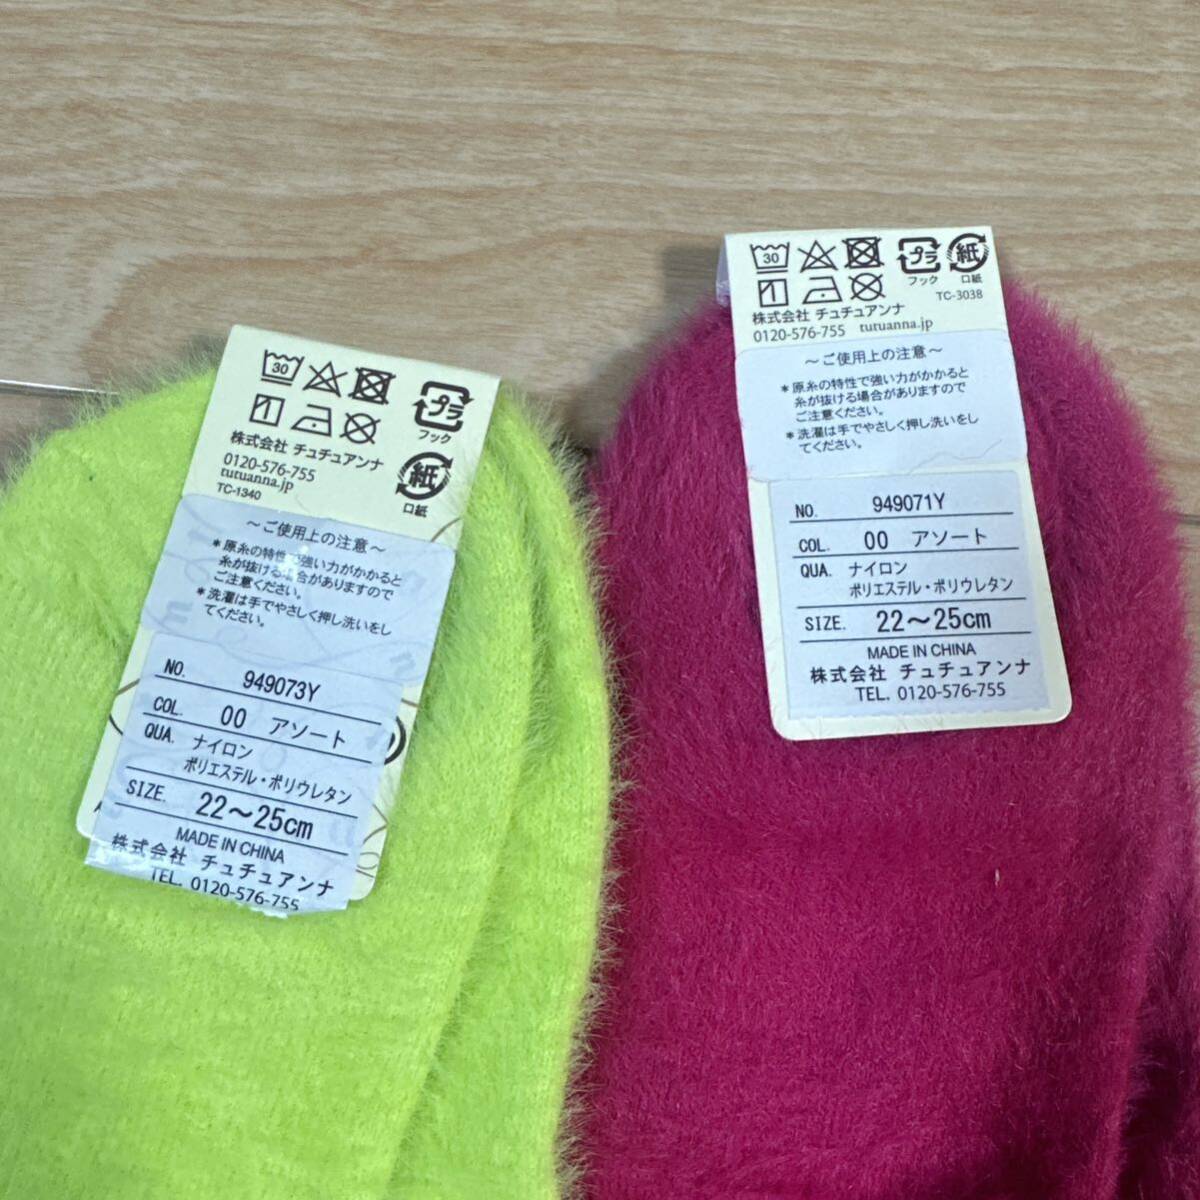 30
プラ
フック
株式会社 チュチュアンナ
0120-576-755
tutuanna.jp
TC-1340
紙
口紙
～ご使用上の注意～
＊原糸の特性で強い力がかかると
糸が抜ける場合がありますので
ご注意ください。
＊洗濯は手でやさしく押し洗いをし
てください。
NO. 949073Y
COL. 00 アソート
QUA. ナイロン
ポリエステル・ポリウレタン
SIZE. 22～25cm
MADE IN CHINA
株式会社 チュチュアンナ
TEL. 0120-576-755
30
プラ
フック
紙
口紙
TC-3038
株式会社 チュチュアンナ
0120-576-755 tutuanna.jp
～ご使用上の注意～
＊原糸の特性で強い力がかかると
糸が抜ける場合がありますので
ご注意ください。
＊洗濯は手でやさしく押し洗いをし
てください。
NO. 949071Y
COL. 00 アソート
QUA. ナイロン
ポリエステル・ポリウレタン
SIZE. 22～25cm
MADE IN CHINA
株式会社 チュチュアンナ
TEL. 0120-576-755